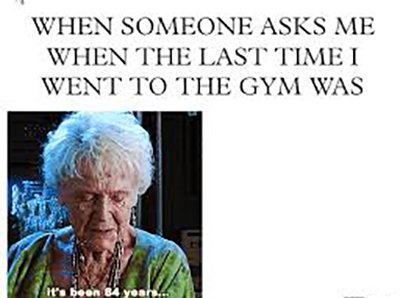 WHEN SOMEONE ASKS ME
WHEN THE LAST TIME I
WENT TO THE GYM WAS
It's been 84 years...